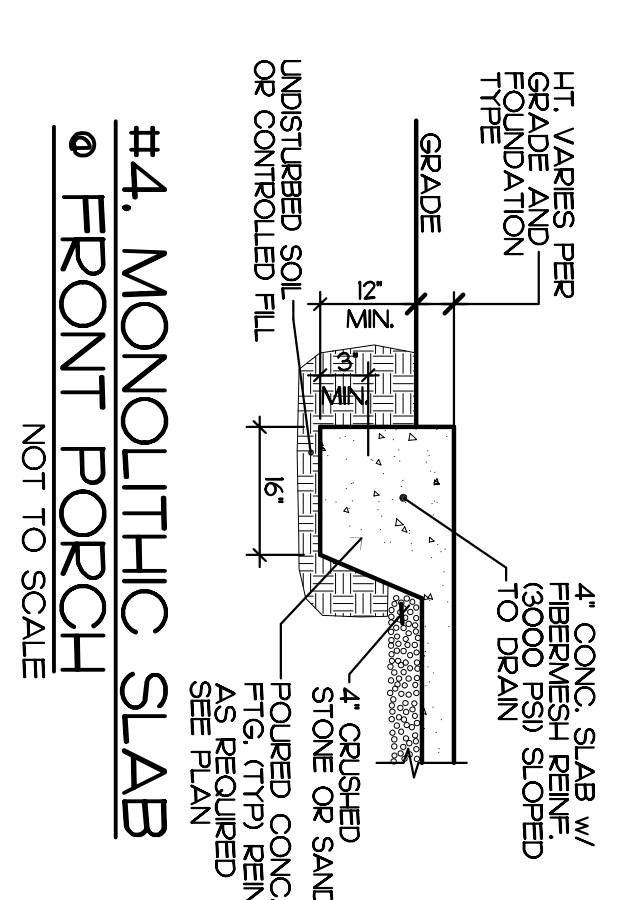 HT. VARIES PER
GRADE AND
FOUNDATION
TYPE
GRADE
12"
MIN.
3"
MIN.
16"
UNDISTURBED SOIL
OR CONTROLLED FILL
4" CONC. SLAB w/
FIBERMESH REINF.
(3000 PSI) SLOPED
TO DRAIN
4" CRUSHED
STONE OR SAND
POURED CONC.
FTG. (TYP) REIN
AS REQUIRED
SEE PLAN
#4. MONOLITHIC SLAB
@ FRONT PORCH
NOT TO SCALE